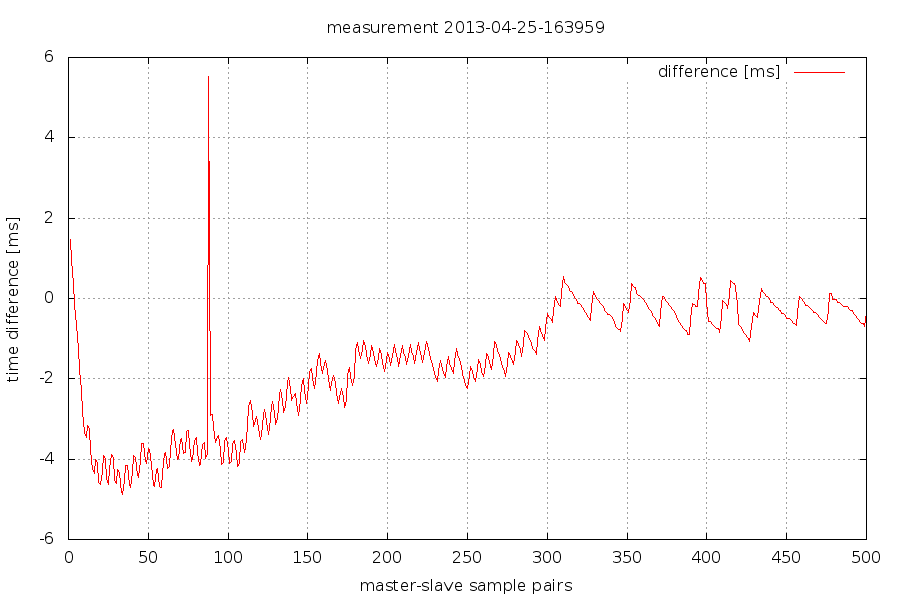 measurement 2013-04-25-163959
difference [ms]
6
4
2
0
-2
-4
-6
time difference [ms]
0 50 100 150 200 250 300 350 400 450 500
master-slave sample pairs